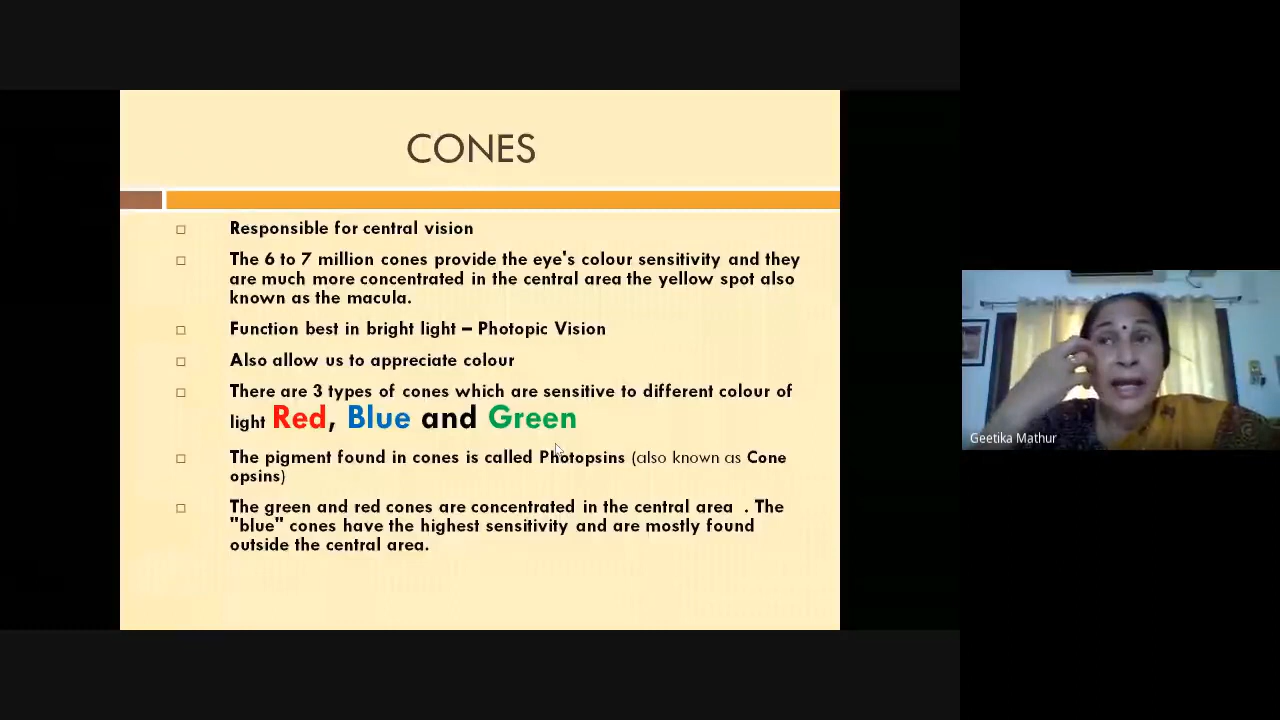 CONES
Responsible for central vision
The 6 to 7 million cones provide the eye's colour sensitivity and they
are much more concentrated in the central area the yellow spot also
known as the macula.
Function best in bright light – Photopic Vision
Also allow us to appreciate colour
There are 3 types of cones which are sensitive to different colour of
light Red, Blue and Green
The pigment found in cones is called Photopsins (also known as Cone
opsins)
The green and red cones are concentrated in the central area . The
"blue" cones have the highest sensitivity and are mostly found
outside the central area.
Geetika Mathur